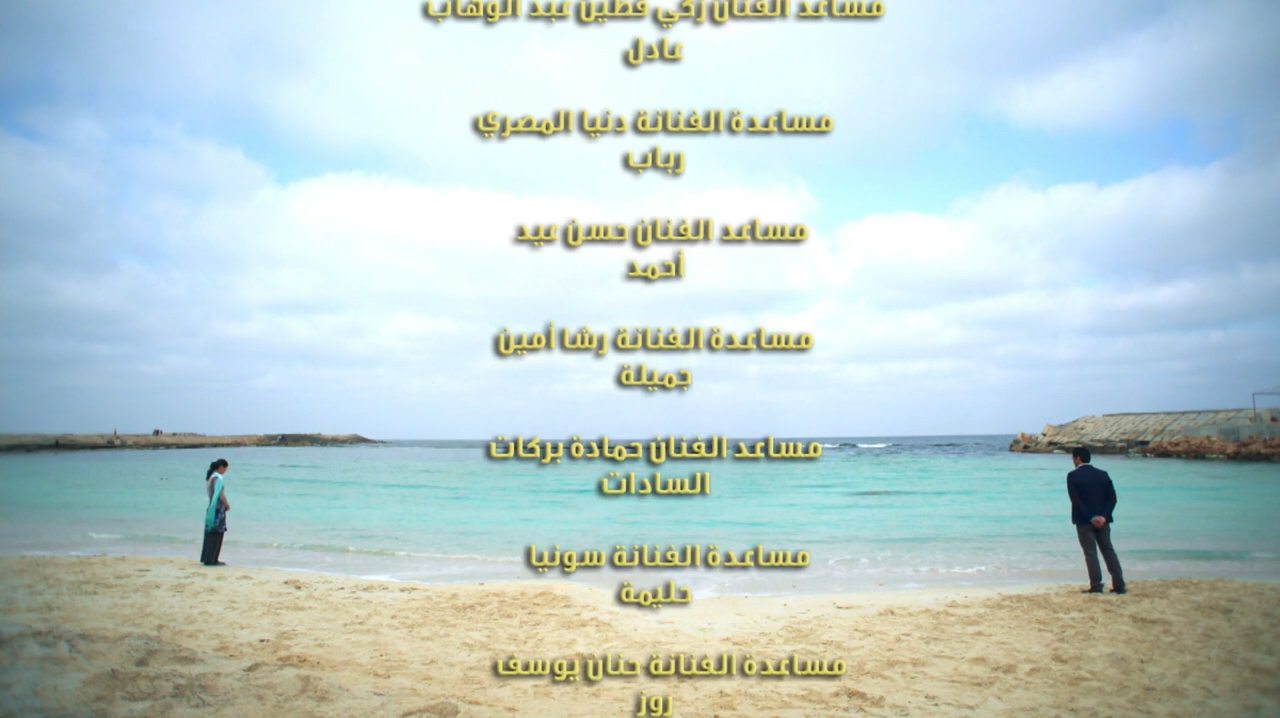 مساعد الفنان زكي فطين عبد الوهاب
عادل
مساعدة الفنانة دنيا المصري
رباب
مساعد الفنان حسن عيد
أحمد
مساعدة الفنانة رشا أمين
جميلة
مساعد الفنان حمادة بركات
السادات
مساعدة الفنانة سونيا
حليمة
مساعدة الفنانة حنان يوسف
روز